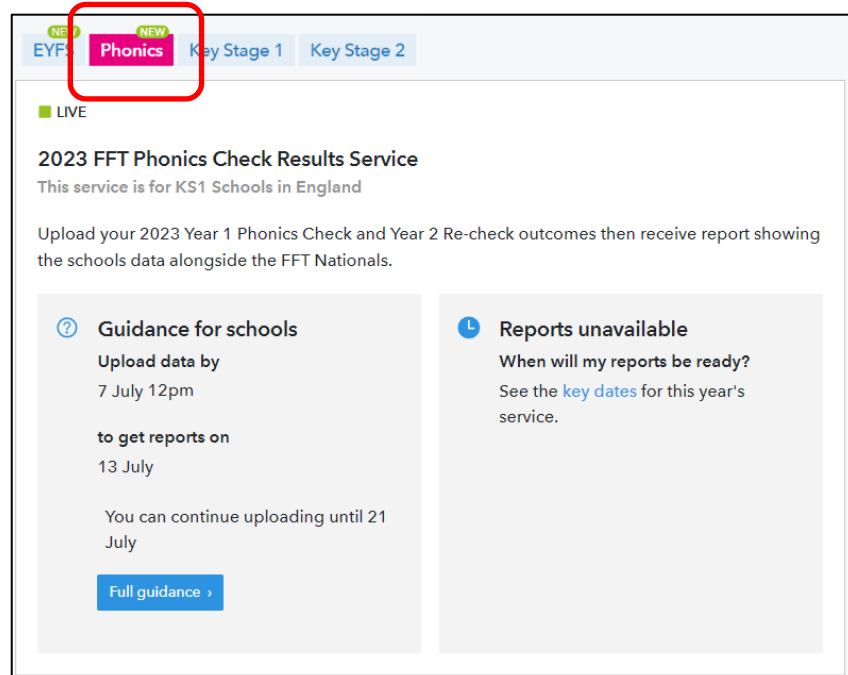 NEW NEW
EYFS Phonics Key Stage 1 Key Stage 2
LIVE
2023 FFT Phonics Check Results Service
This service is for KS1 Schools in England
Upload your 2023 Year 1 Phonics Check and Year 2 Re-check outcomes then receive report showing
the schools data alongside the FFT Nationals.
Guidance for schools
Upload data by
7 July 12pm
to get reports on
13 July
You can continue uploading until 21
July
Full guidance ›
Reports unavailable
When will my reports be ready?
See the key dates for this year's
service.